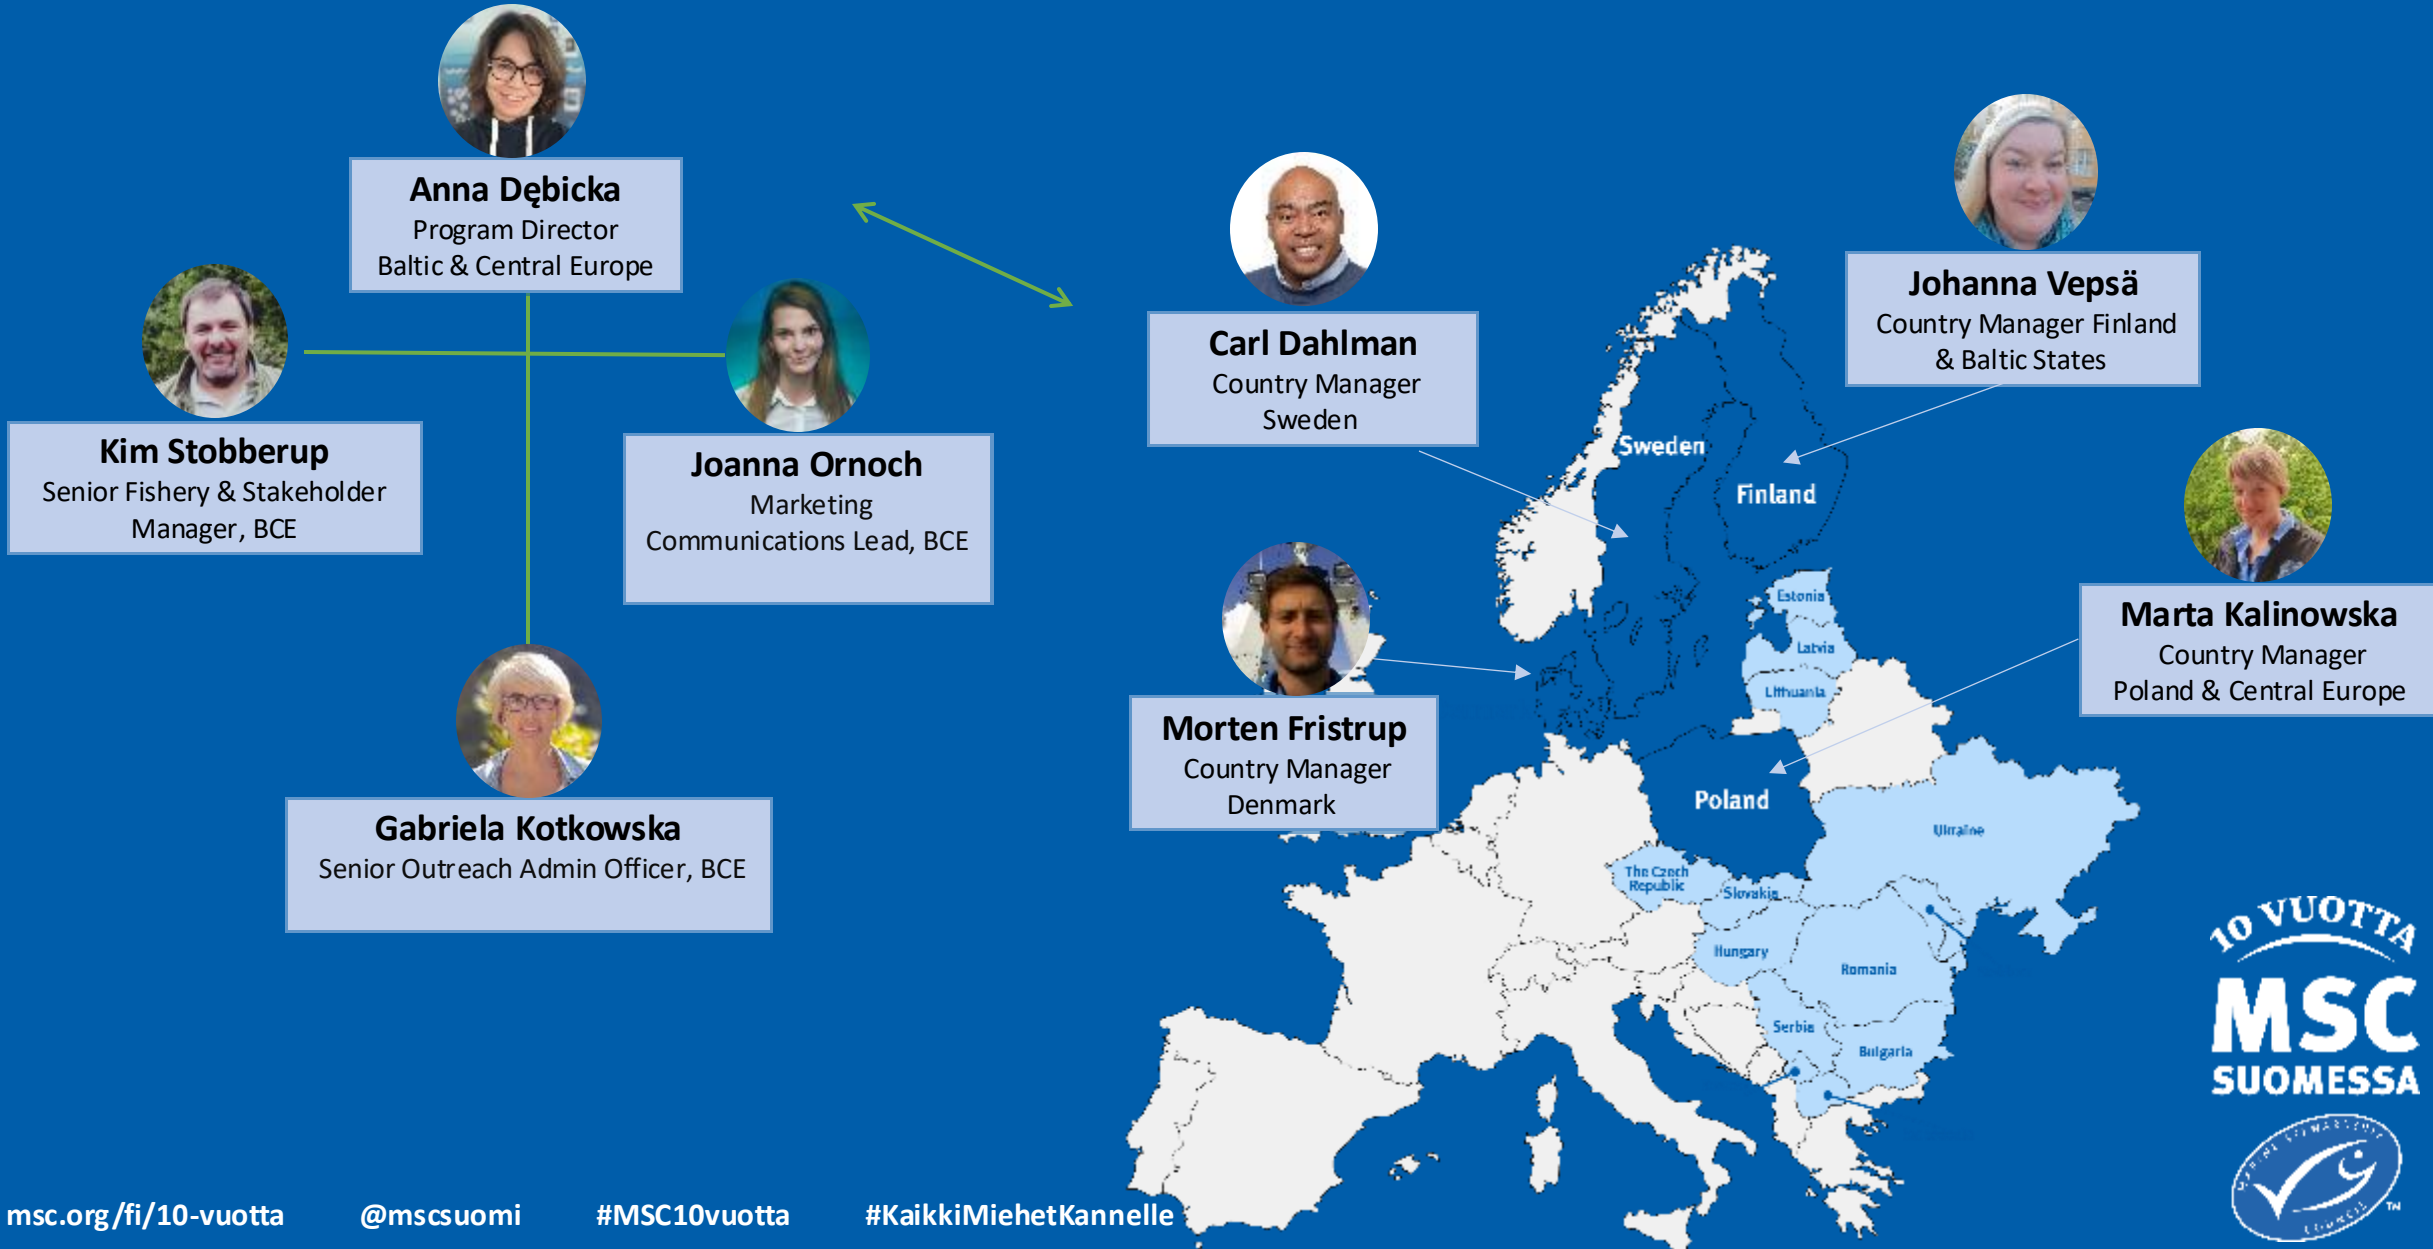 Anna Dębicka
Program Director
Baltic & Central Europe
Kim Stobberup
Senior Fishery & Stakeholder
Manager, BCE
Joanna Ornoch
Marketing
Communications Lead, BCE
Gabriela Kotkowska
Senior Outreach Admin Officer, BCE
Carl Dahlman
Country Manager
Sweden
Johanna Vepsä
Country Manager Finland
& Baltic States
Morten Fristrup
Country Manager
Denmark
Marta Kalinowska
Country Manager
Poland & Central Europe
Sweden
Finland
Estonia
Latvia
Lithuania
Poland
Ukraine
The Czech
Republic
Slovakia
Hungary
Romania
Serbia
Bulgaria
10 VUOTTA
MSC
SUOMESSA
MARINE STEWARDSHIP
COUNCIL
TM
msc.org/fi/10-vuotta @mscsuomi #MSC10vuotta #KaikkiMiehetKannelle